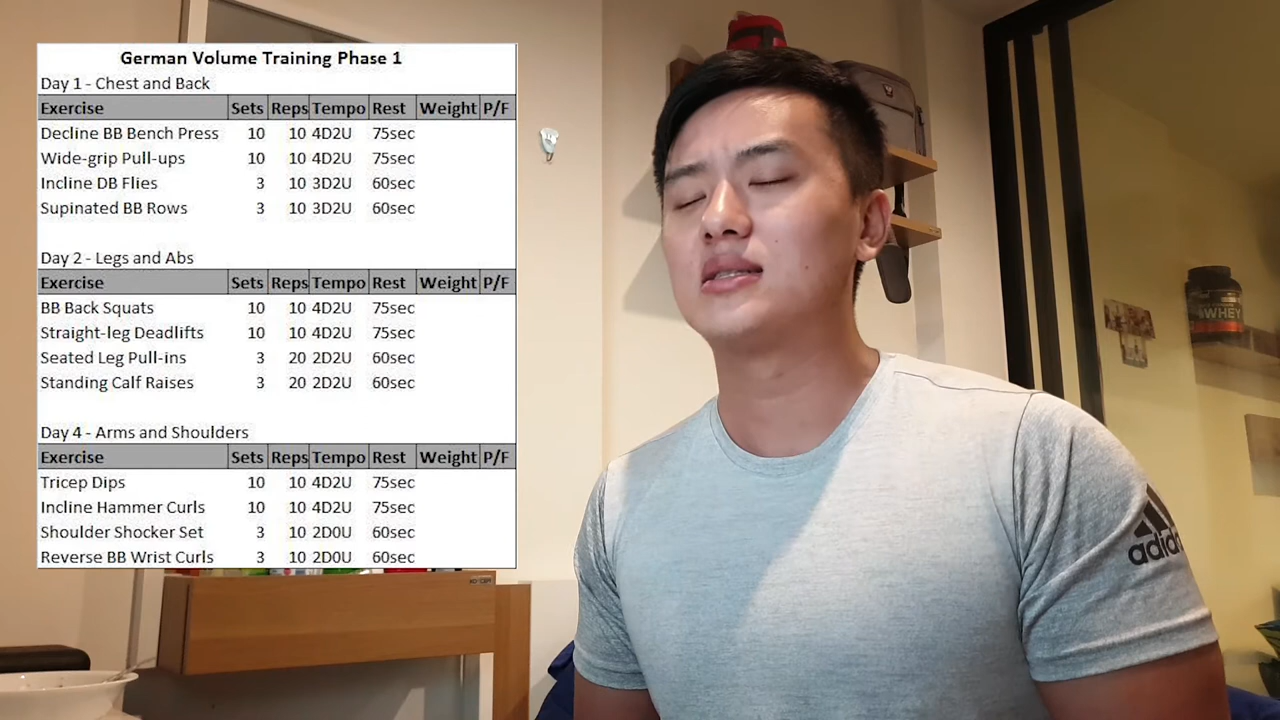 German Volume Training Phase 1
Day 1 - Chest and Back
Exercise Sets Reps Tempo Rest Weight P/F
Decline BB Bench Press 10 10 4D2U 75sec
Wide-grip Pull-ups 10 10 4D2U 75sec
Incline DB Flies 3 10 3D2U 60sec
Supinated BB Rows 3 10 3D2U 60sec
Day 2 - Legs and Abs
Exercise Sets Reps Tempo Rest Weight P/F
BB Back Squats 10 10 4D2U 75sec
Straight-leg Deadlifts 10 10 4D2U 75sec
Seated Leg Pull-ins 3 20 2D2U 60sec
Standing Calf Raises 3 20 2D2U 60sec
Day 4 - Arms and Shoulders
Exercise Sets Reps Tempo Rest Weight P/F
Tricep Dips 10 10 4D2U 75sec
Incline Hammer Curls 10 10 4D2U 75sec
Shoulder Shocker Set 3 10 2D0U 60sec
Reverse BB Wrist Curls 3 10 2D0U 60sec
WHEY
adidas